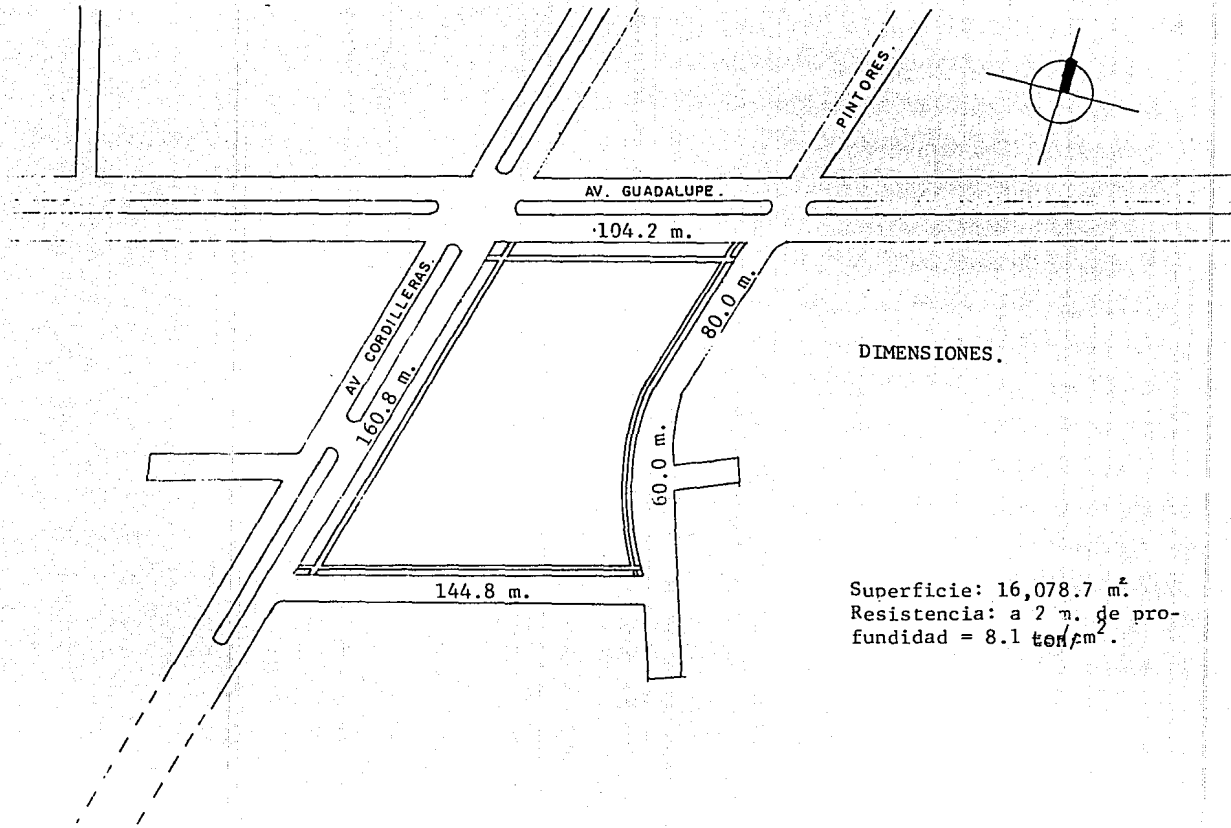 PINTORES.
AV. GUADALUPE.
104.2 m.
AV CORDILLERAS.
160.8 m.
80.0 m.
DIMENSIONES.
60.0 m.
144.8 m.
Superficie: 16,078.7 m².
Resistencia: a 2 m. de pro-
fundidad = 8.1 ton/cm².